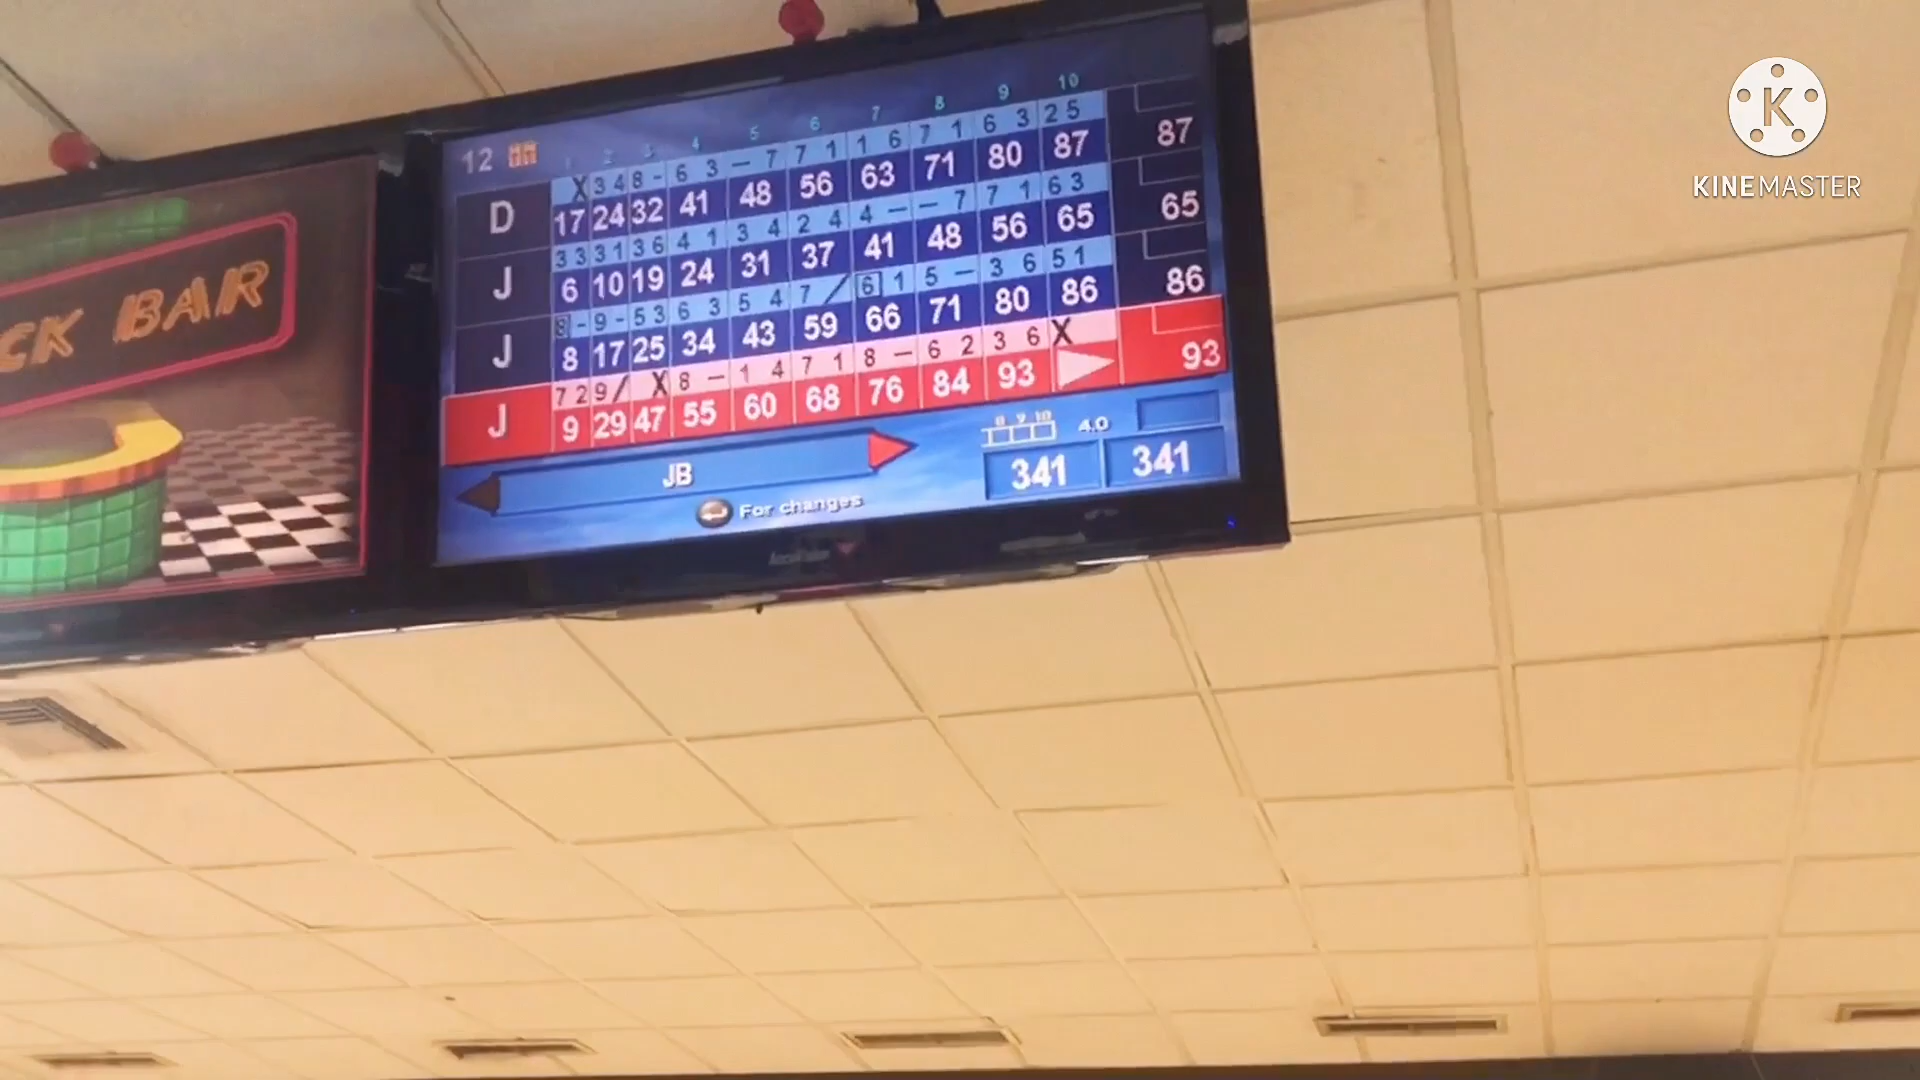 1 2 3 4 5 6 7 8 9 10
12
X 3 4 8 - 6 3 - 7 7 1 1 6 7 1 6 3 2 5
D 17 24 32 41 48 56 63 71 80 87 87
3 3 3 1 3 6 4 1 3 4 2 4 4 - - 7 7 1 6 3
J 6 10 19 24 31 37 41 48 56 65 65
8 - 9 - 5 3 6 3 5 4 7 / 6 1 5 - 3 6 5 1
J 8 17 25 34 43 59 66 71 80 86 86
7 2 9 / X 8 - 1 4 7 1 8 - 6 2 3 6 X
J 9 29 47 55 60 68 76 84 93 93
8 9 10 4.0
JB 341 341
For changes
CK BAR
K
KINEMASTER